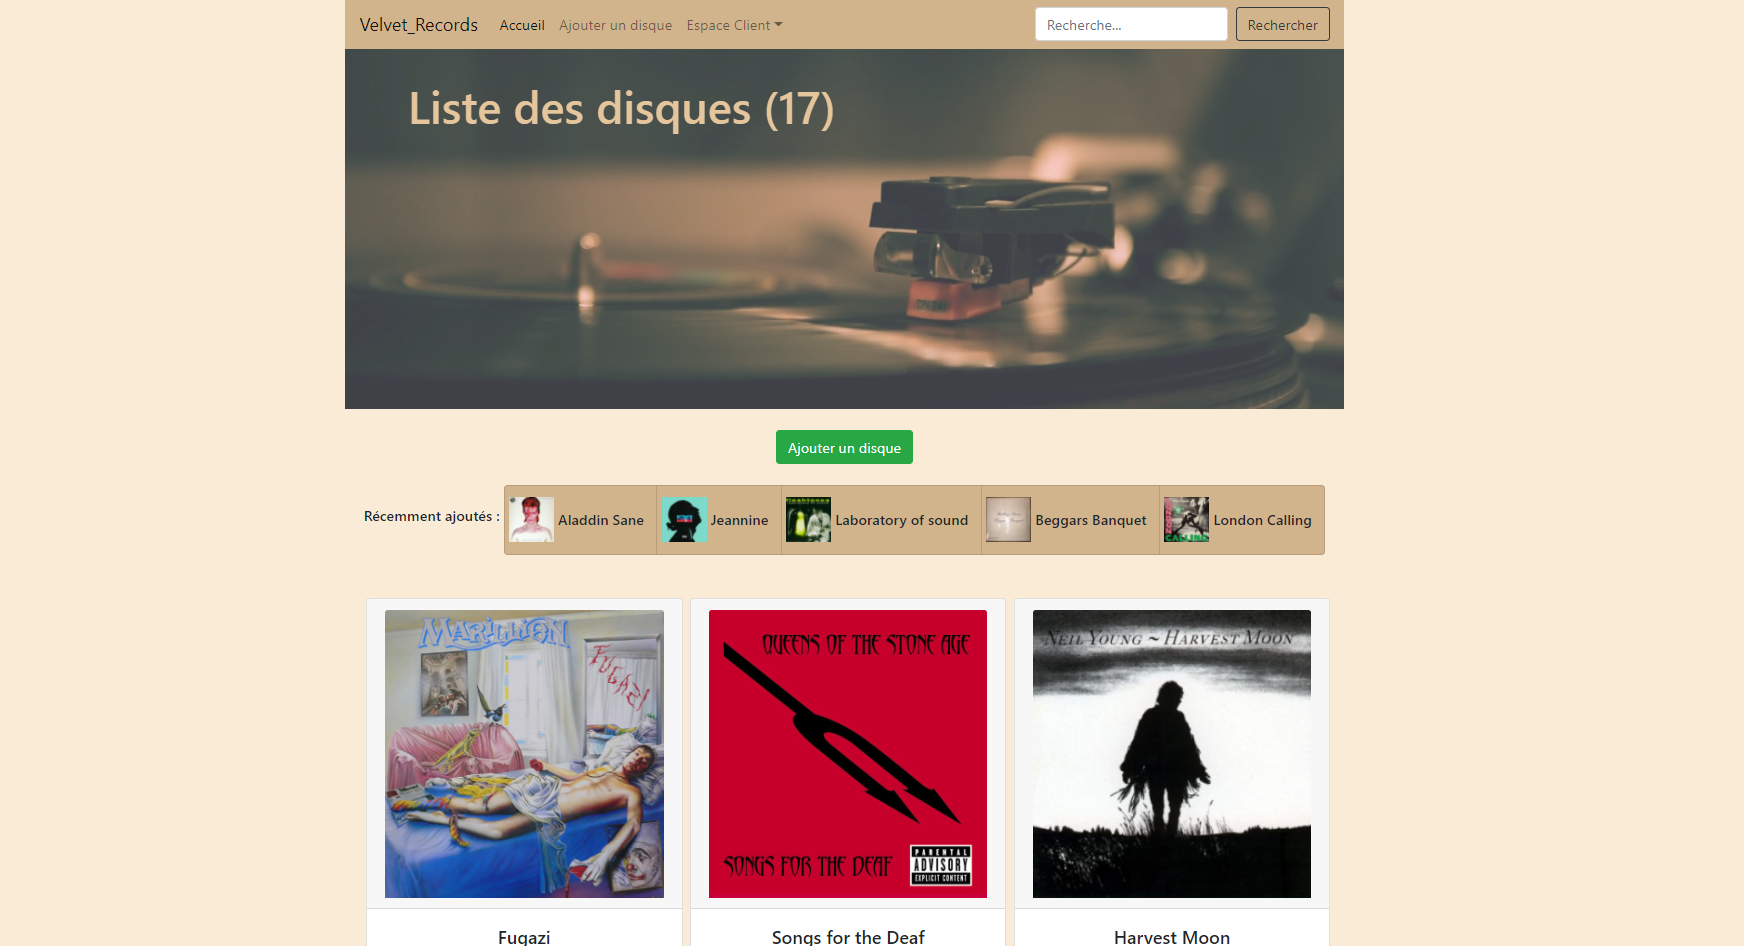 Velvet_Records Accueil Ajouter un disque Espace Client Recherche... Rechercher
Liste des disques (17)
Ajouter un disque
Récemment ajoutés : Aladdin Sane Jeannine Laboratory of sound Beggars Banquet London Calling
MARILLION
FUGAZI
QUEENS OF THE STONE AGE
SONGS FOR THE DEAF
PARENTAL
ADVISORY
EXPLICIT CONTENT
NEIL YOUNG ~ HARVEST MOON
Fugazi Songs for the Deaf Harvest Moon